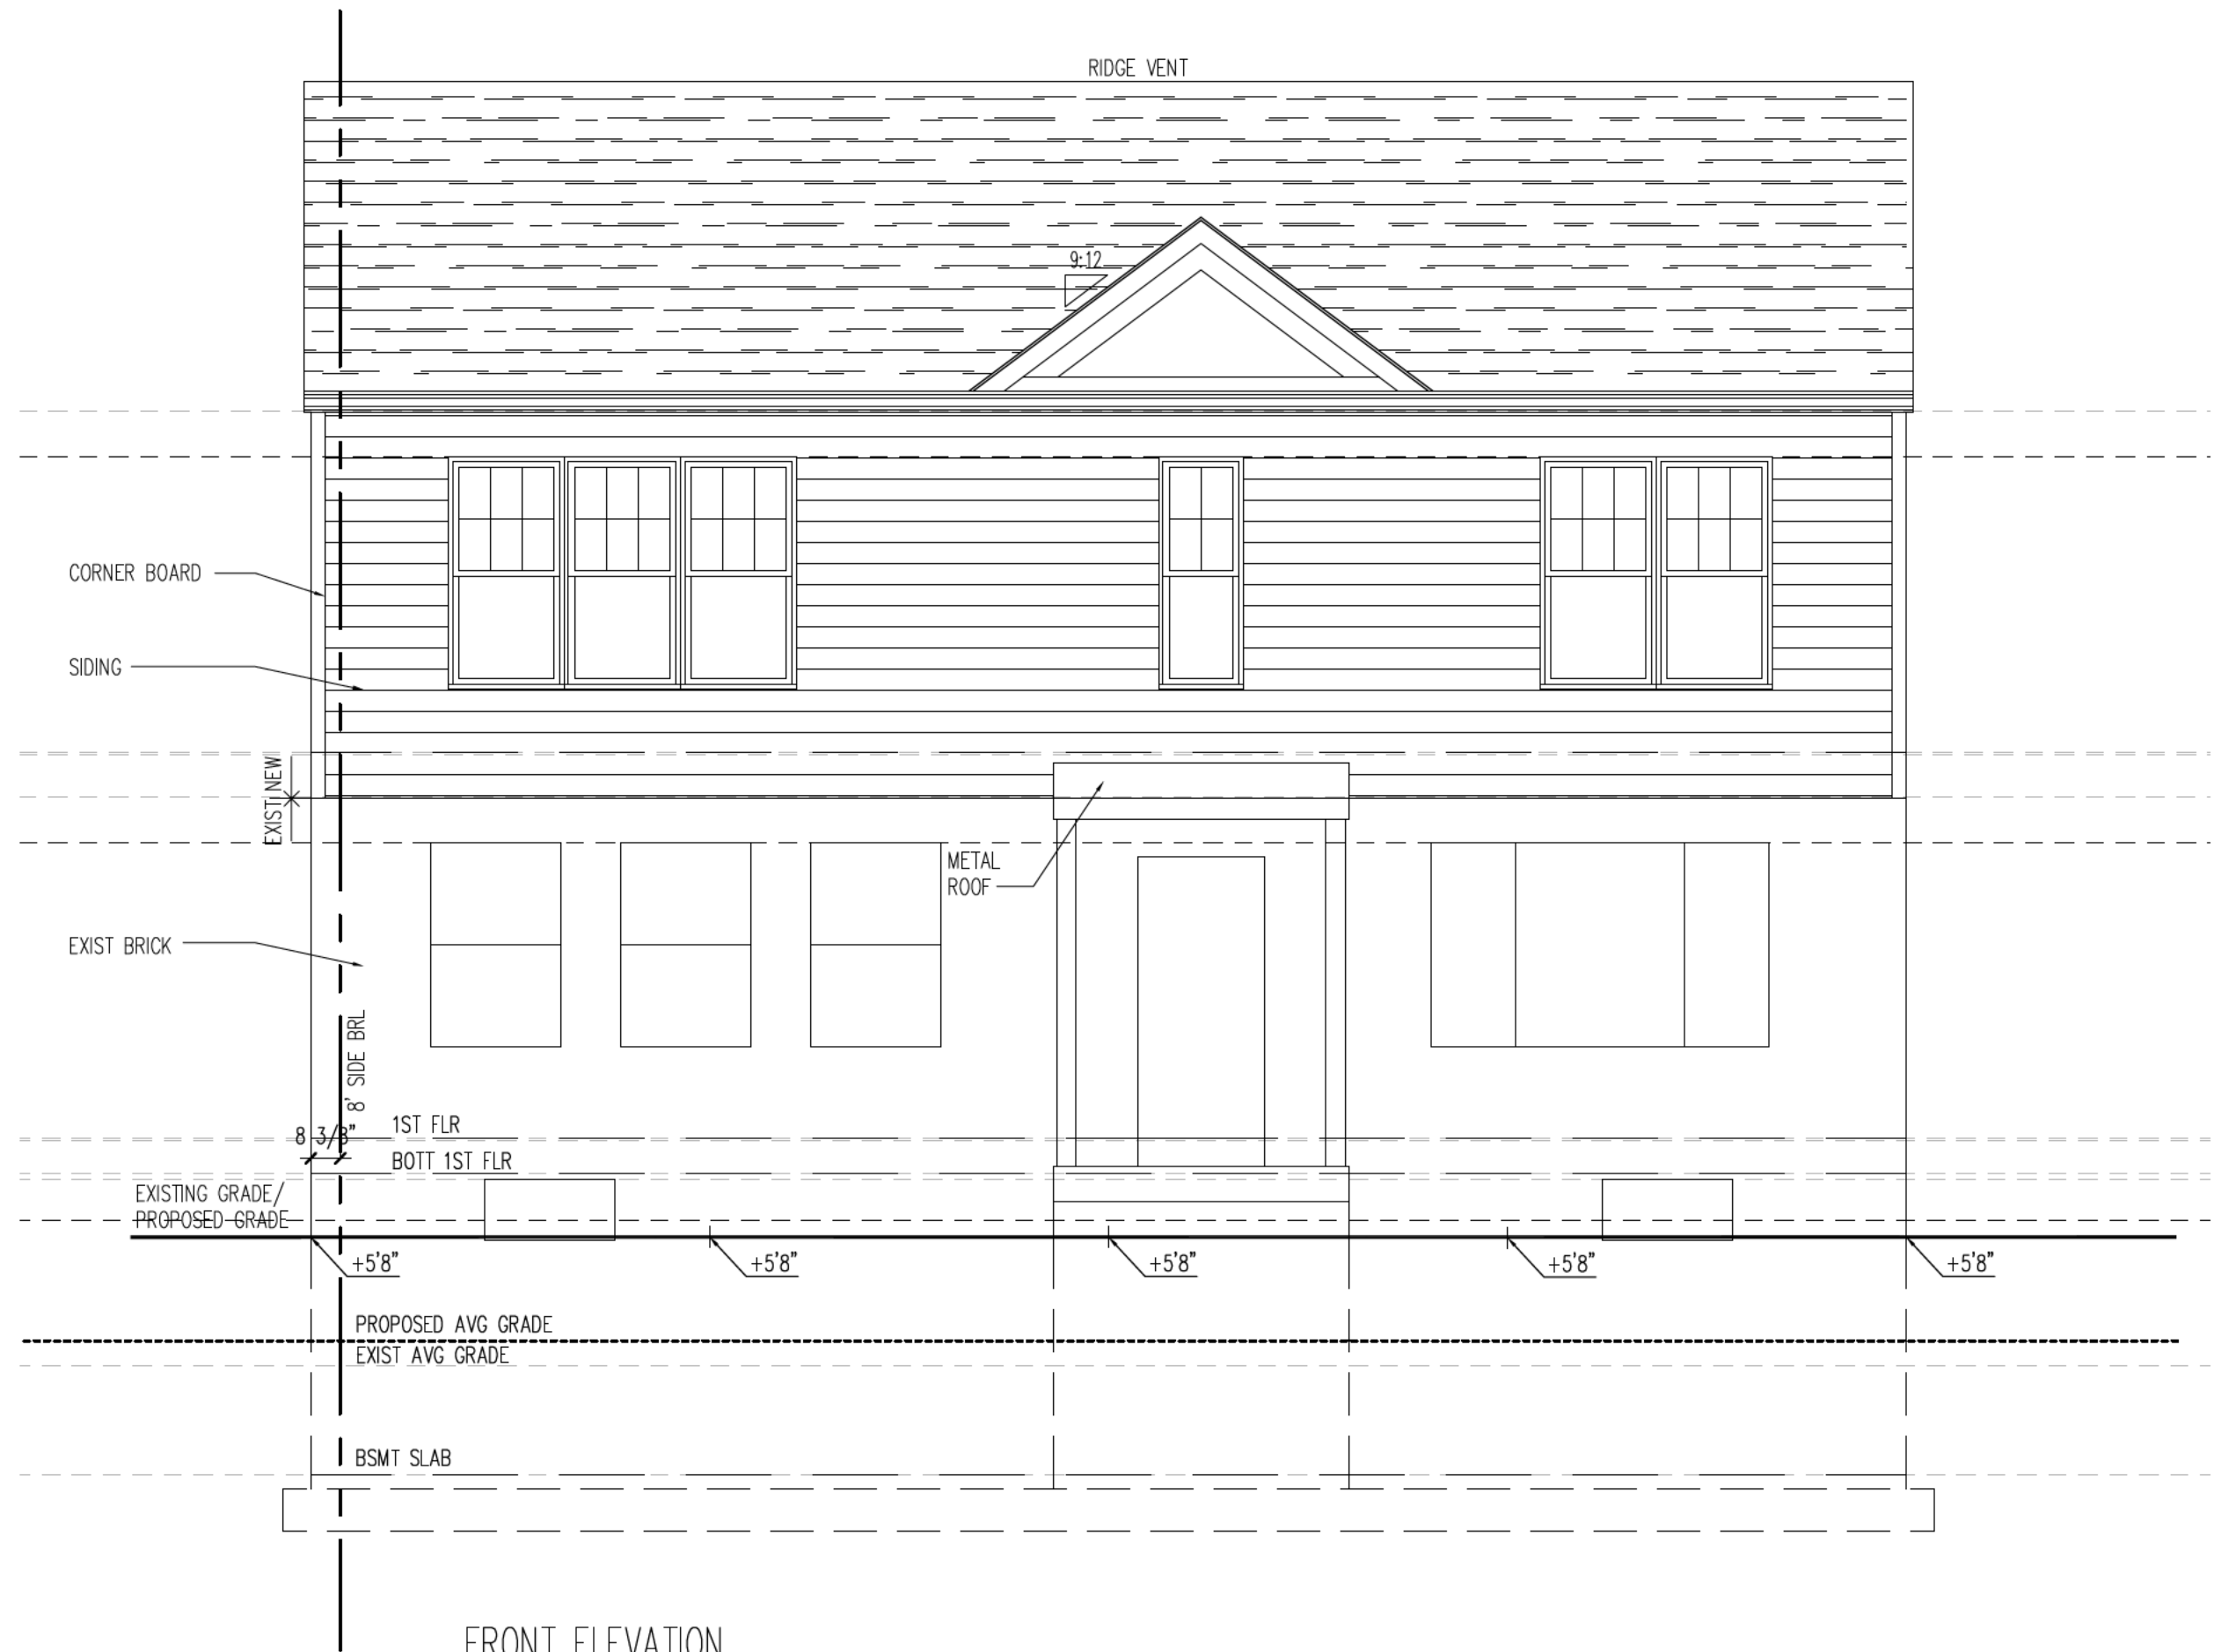 RIDGE VENT
9:12
CORNER BOARD
SIDING
EXIST NEW
METAL
ROOF
EXIST BRICK
8' SIDE BRL
1ST FLR
8 3/8"
BOTT 1ST FLR
EXISTING GRADE/
PROPOSED GRADE
+5'8"
+5'8"
+5'8"
+5'8"
+5'8"
PROPOSED AVG GRADE
EXIST AVG GRADE
BSMT SLAB
FRONT ELEVATION